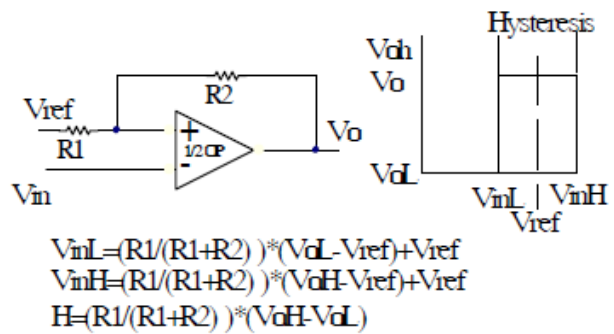 Hysteresis
Voh
Vo
R2
Vref
R1
+
-
1/2 OP
Vo
Vin
VoL
VinL
VinH
Vref
VinL=(R1/(R1+R2) )*(VoL-Vref)+Vref
VinH=(R1/(R1+R2) )*(VoH-Vref)+Vref
H=(R1/(R1+R2) )*(VoH-VoL)